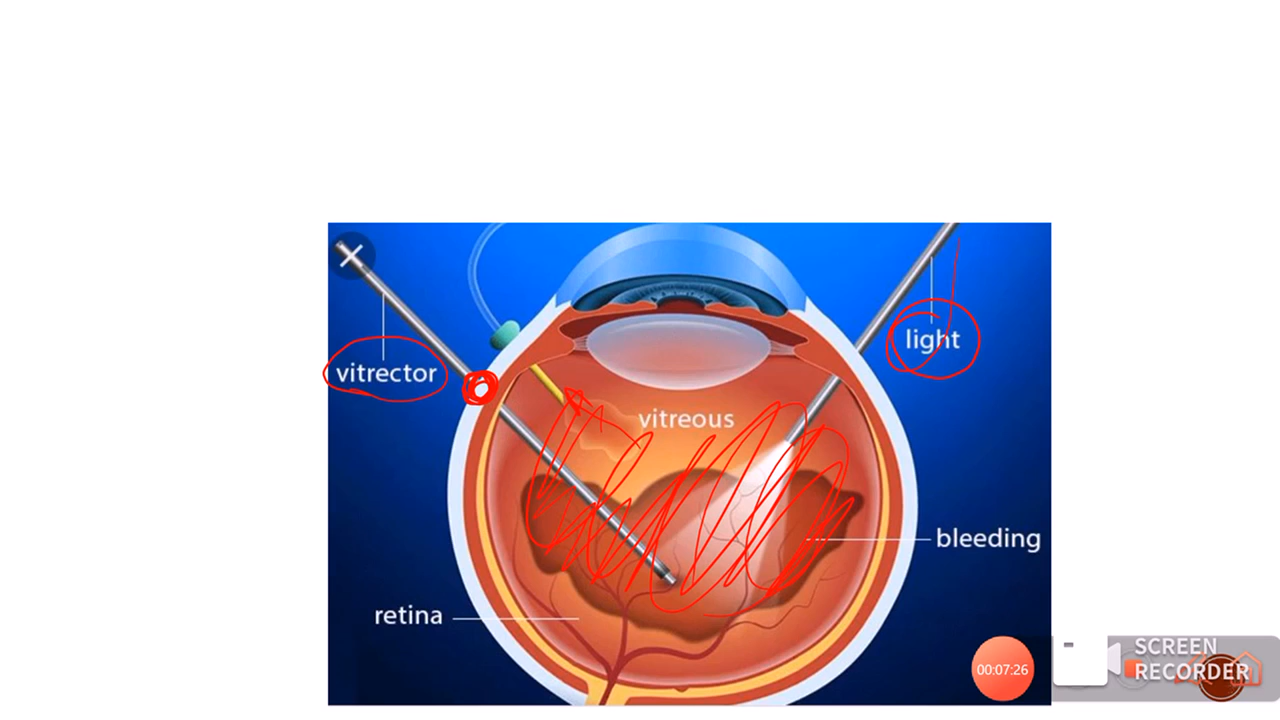 light
vitrector
vitreous
bleeding
retina
SCREEN
RECORDER
00:07:26